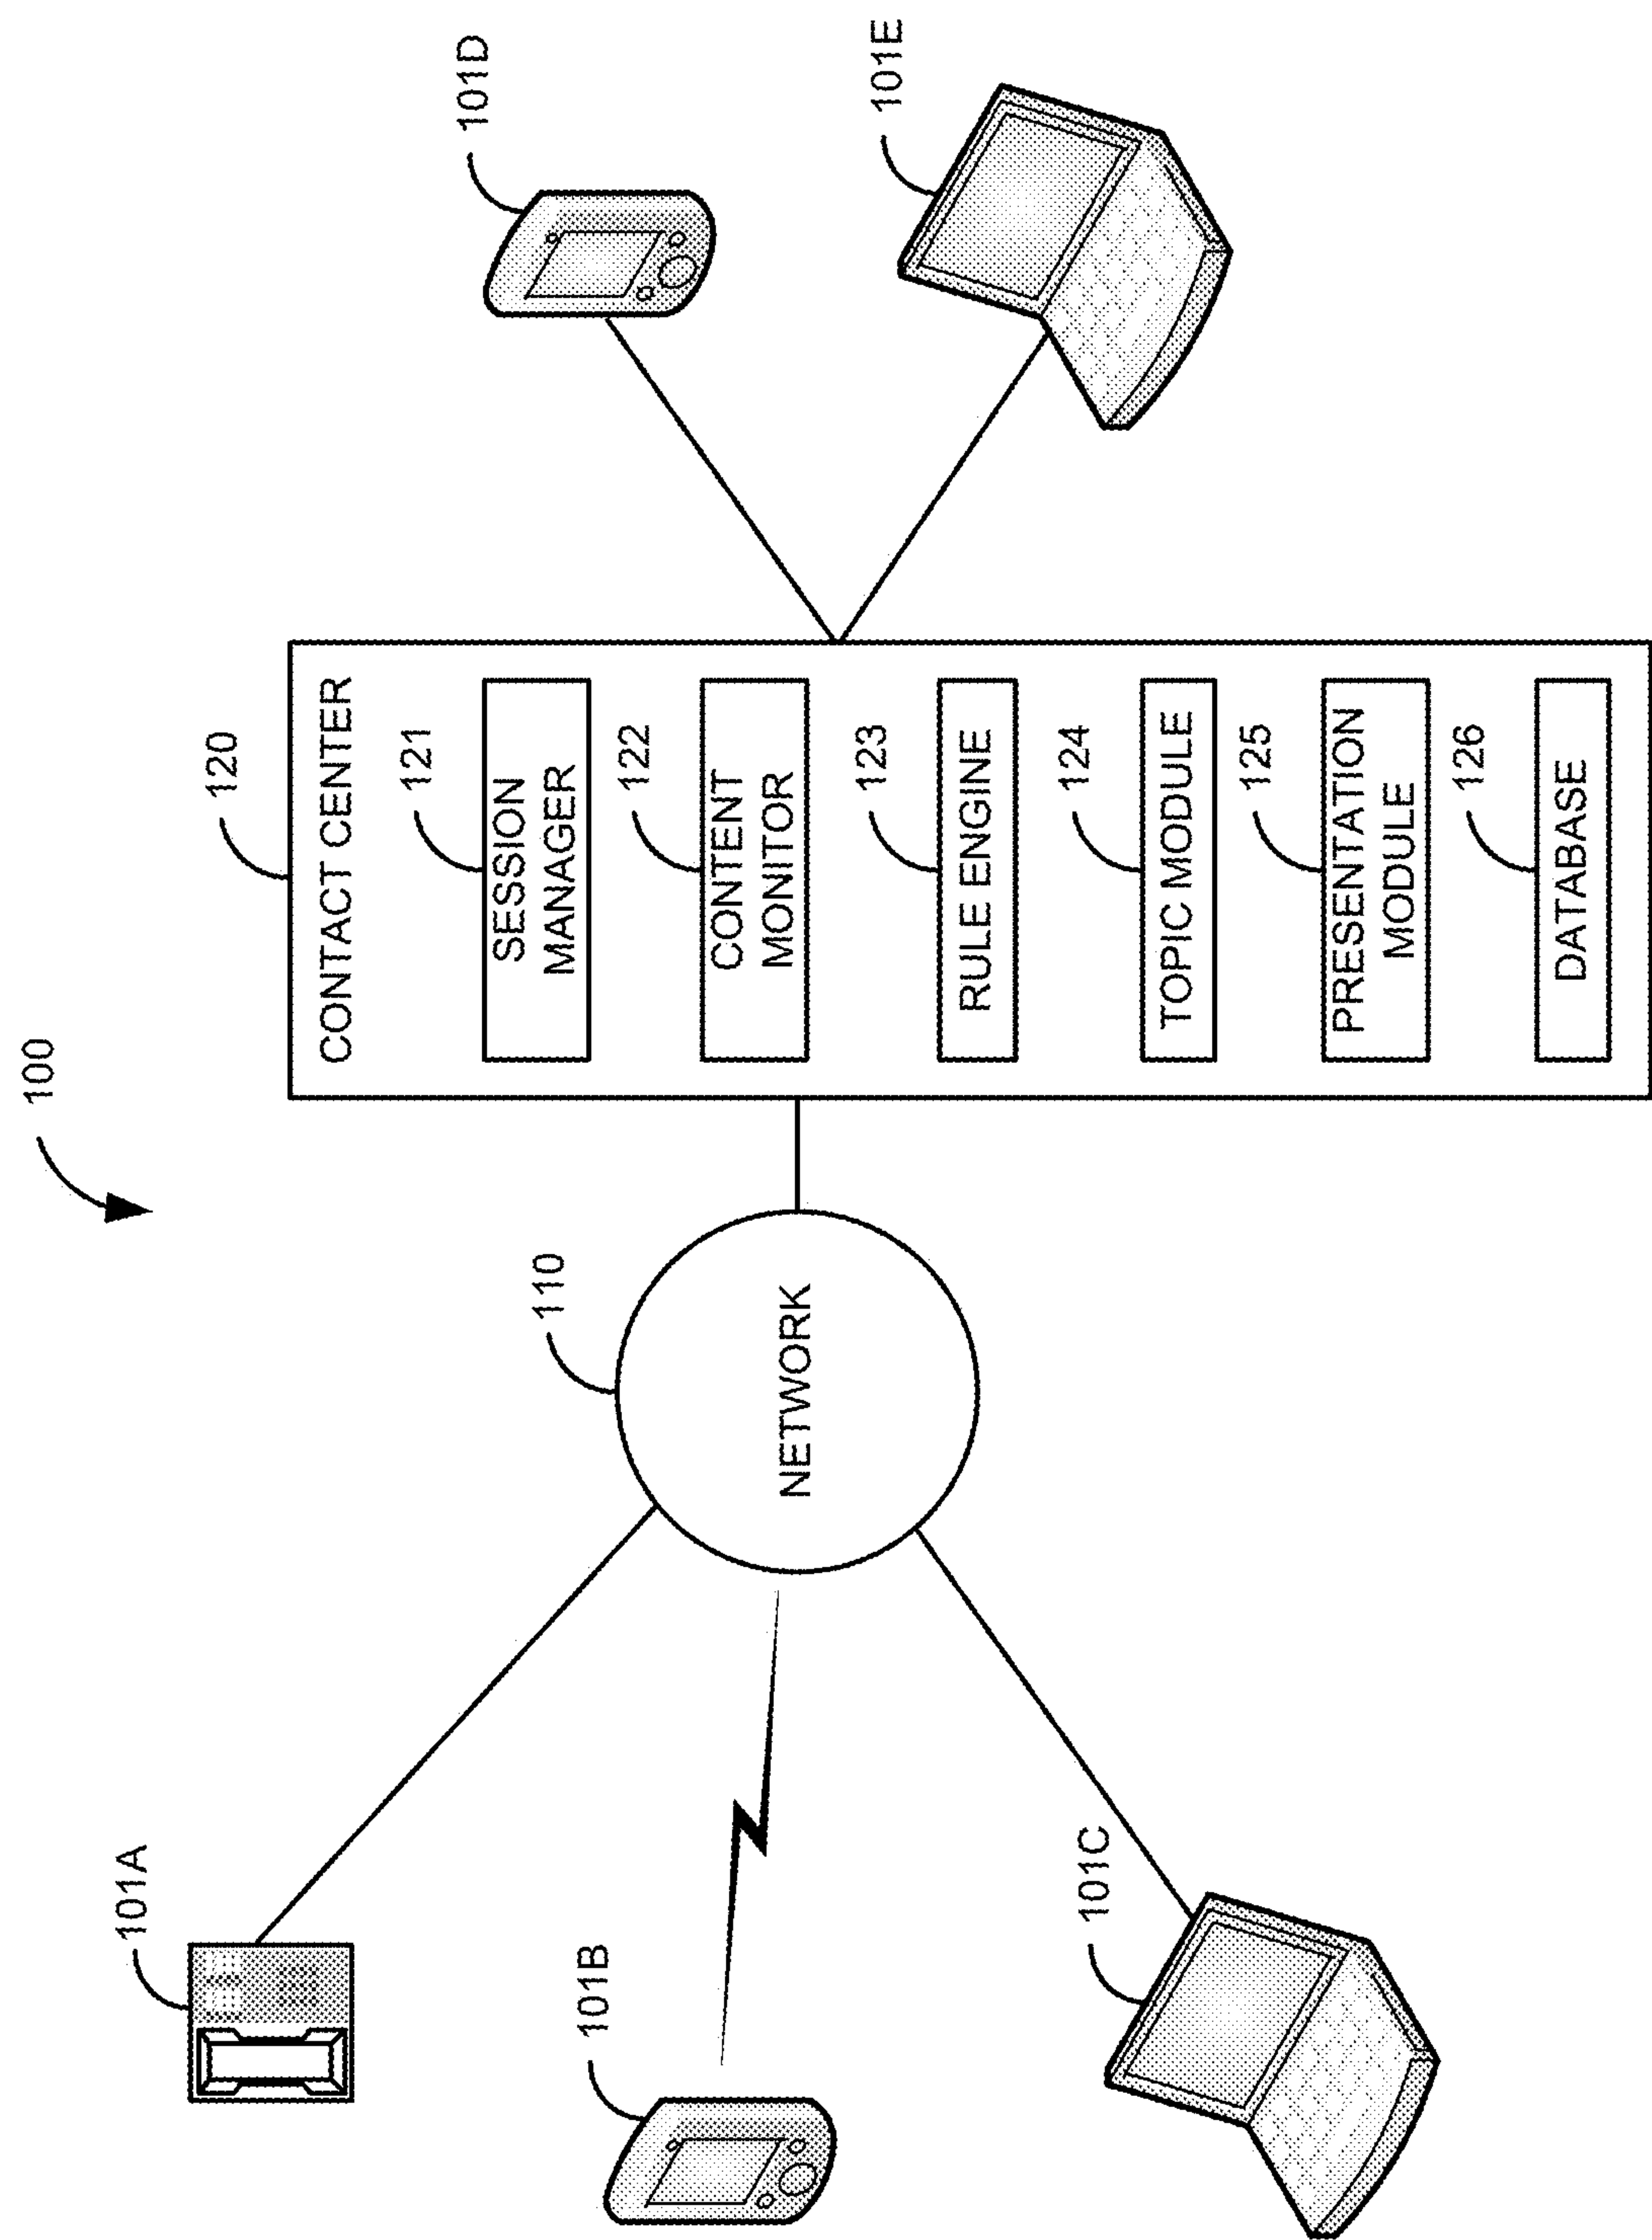 100
101A
101B
101C
110
NETWORK
120
CONTACT CENTER
121
SESSION
MANAGER
122
CONTENT
MONITOR
123
RULE ENGINE
124
TOPIC MODULE
125
PRESENTATION
MODULE
126
DATABASE
101D
101E